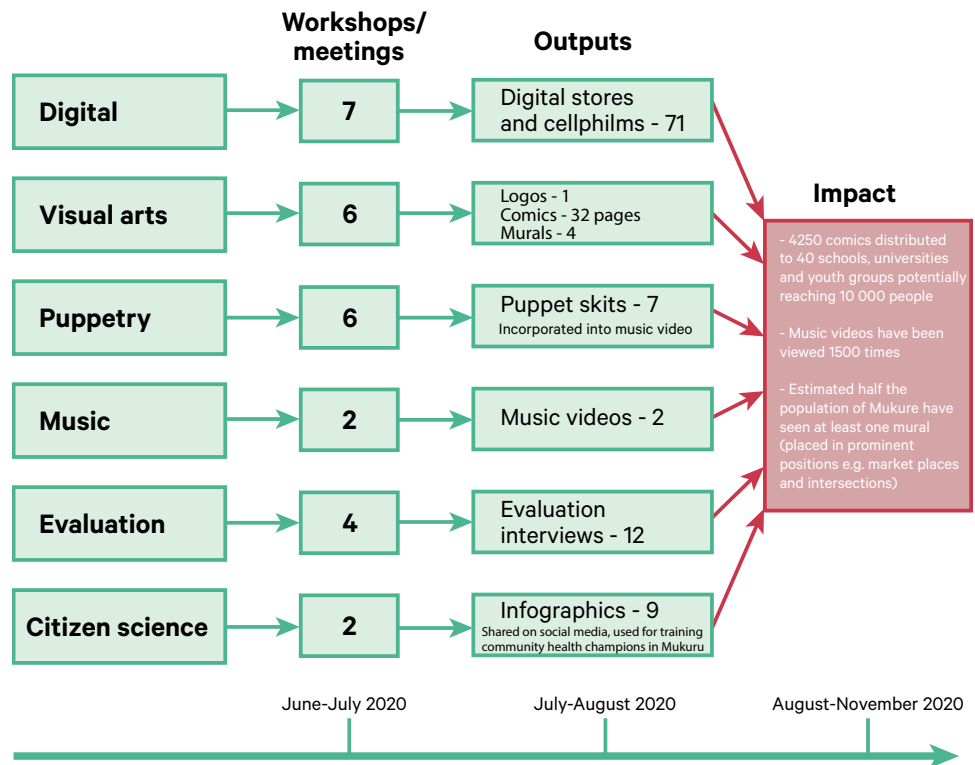 Workshops/
meetings
Outputs
Digital
7
Digital stores
and cellphilms - 71
Visual arts
6
Logos - 1
Comics - 32 pages
Murals - 4
Puppetry
6
Puppet skits - 7
Incorporated into music video
Music
2
Music videos - 2
Evaluation
4
Evaluation
interviews - 12
Citizen science
2
Infographics - 9
Shared on social media, used for training
community health champions in Mukuru
Impact
- 4250 comics distributed
to 40 schools, universities
and youth groups potentially
reaching 10 000 people
- Music videos have been
viewed 1500 times
- Estimated half the
population of Mukure have
seen at least one mural
(placed in prominent
positions e.g. market places
and intersections)
June-July 2020
July-August 2020
August-November 2020